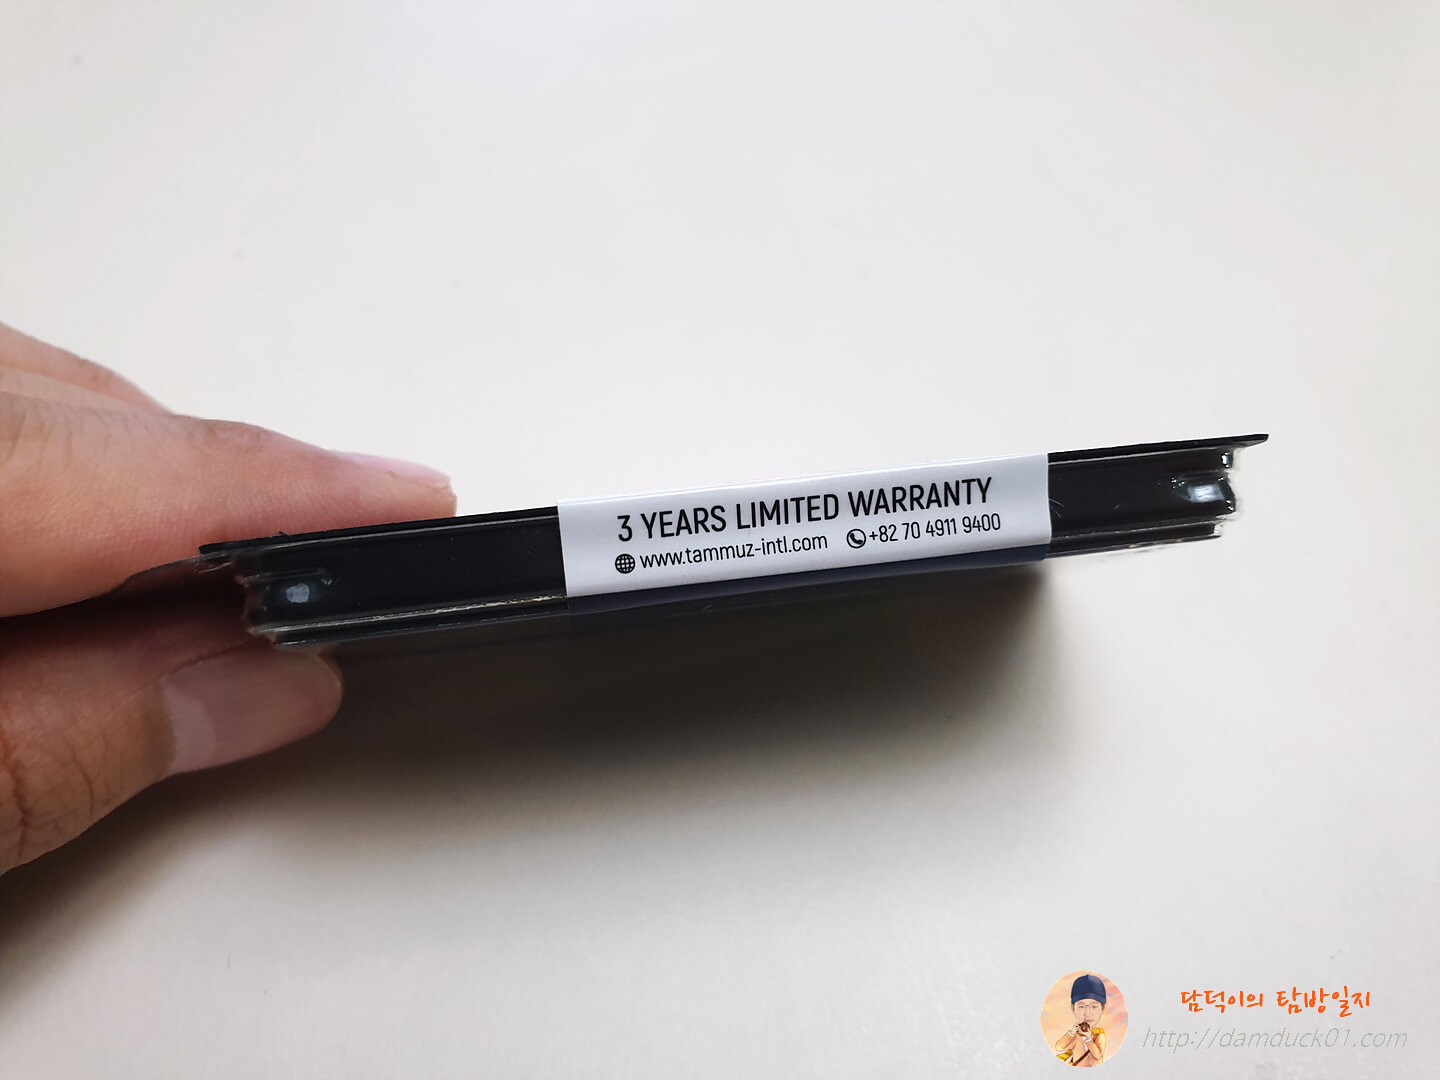 3 YEARS LIMITED WARRANTY
www.tammuz-intl.com +82 70 4911 9400
담덕이의 탐방일지
http://damduck01.com